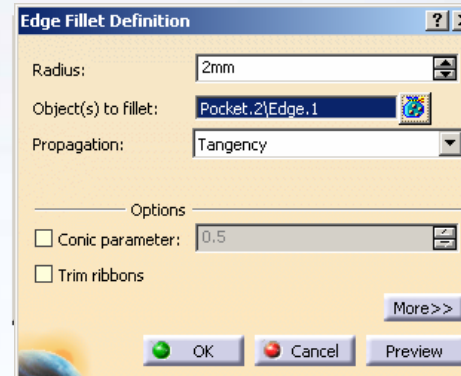 Edge Fillet Definition
Radius: 2mm
Object(s) to fillet: Pocket.2\Edge.1
Propagation: Tangency
Options
Conic parameter: 0.5
Trim ribbons
More>>
OK Cancel Preview